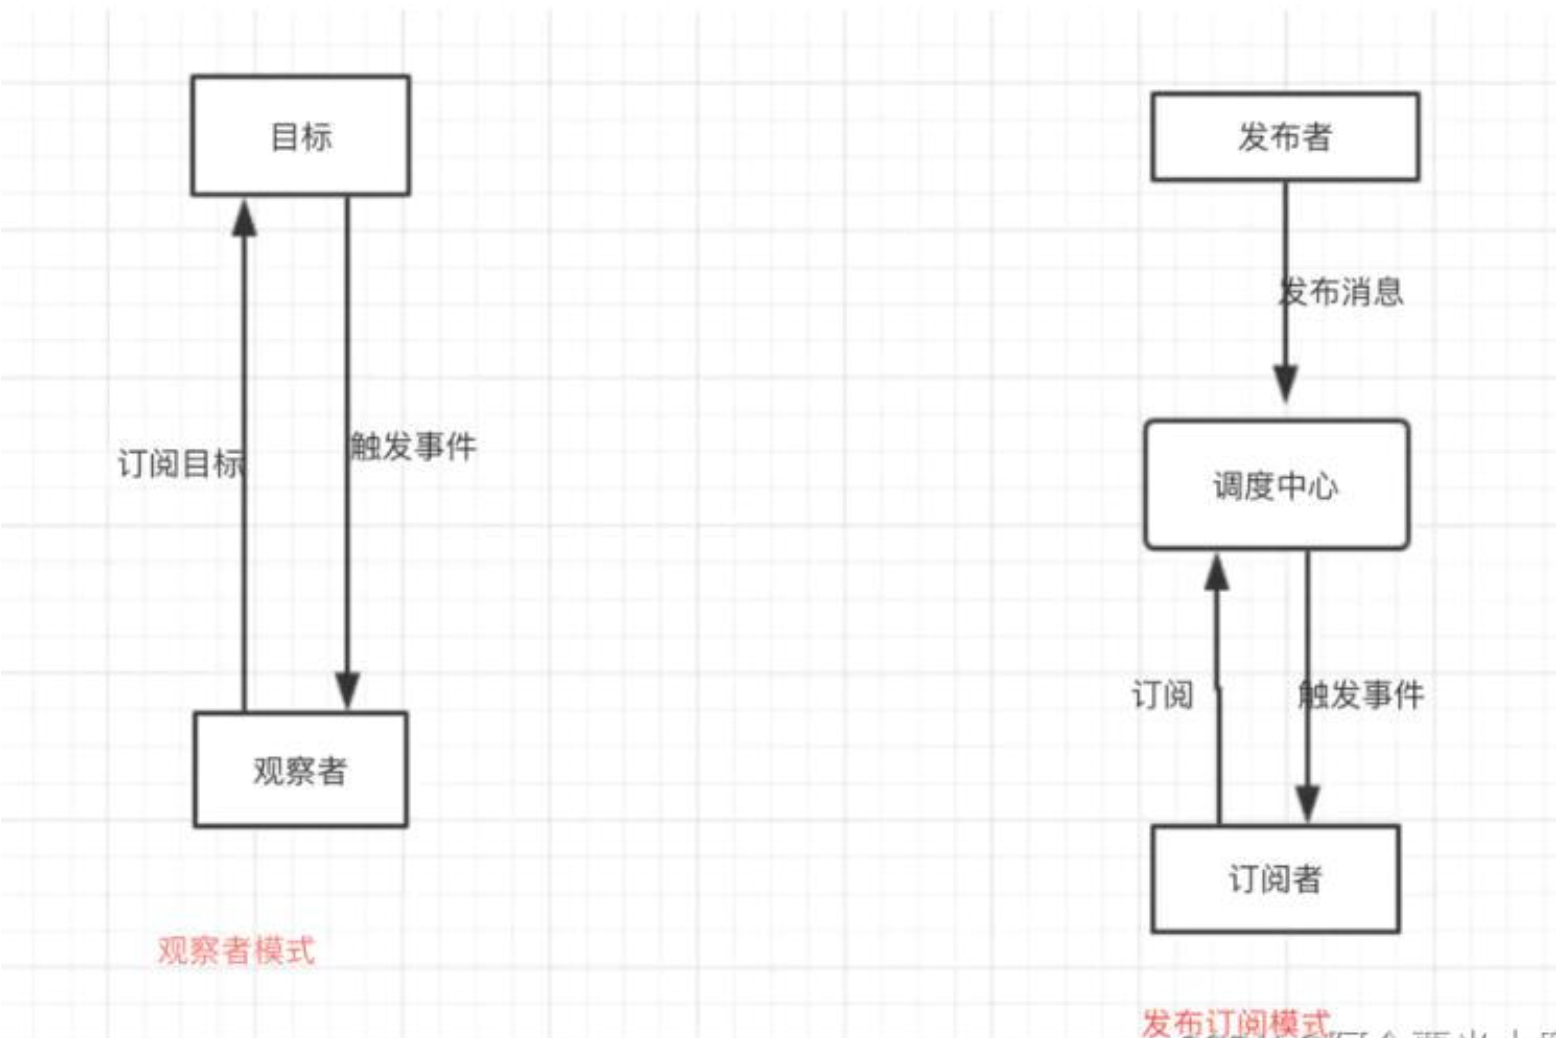 目标
订阅目标
触发事件
观察者
观察者模式
发布者
发布消息
调度中心
订阅
触发事件
订阅者
发布订阅模式